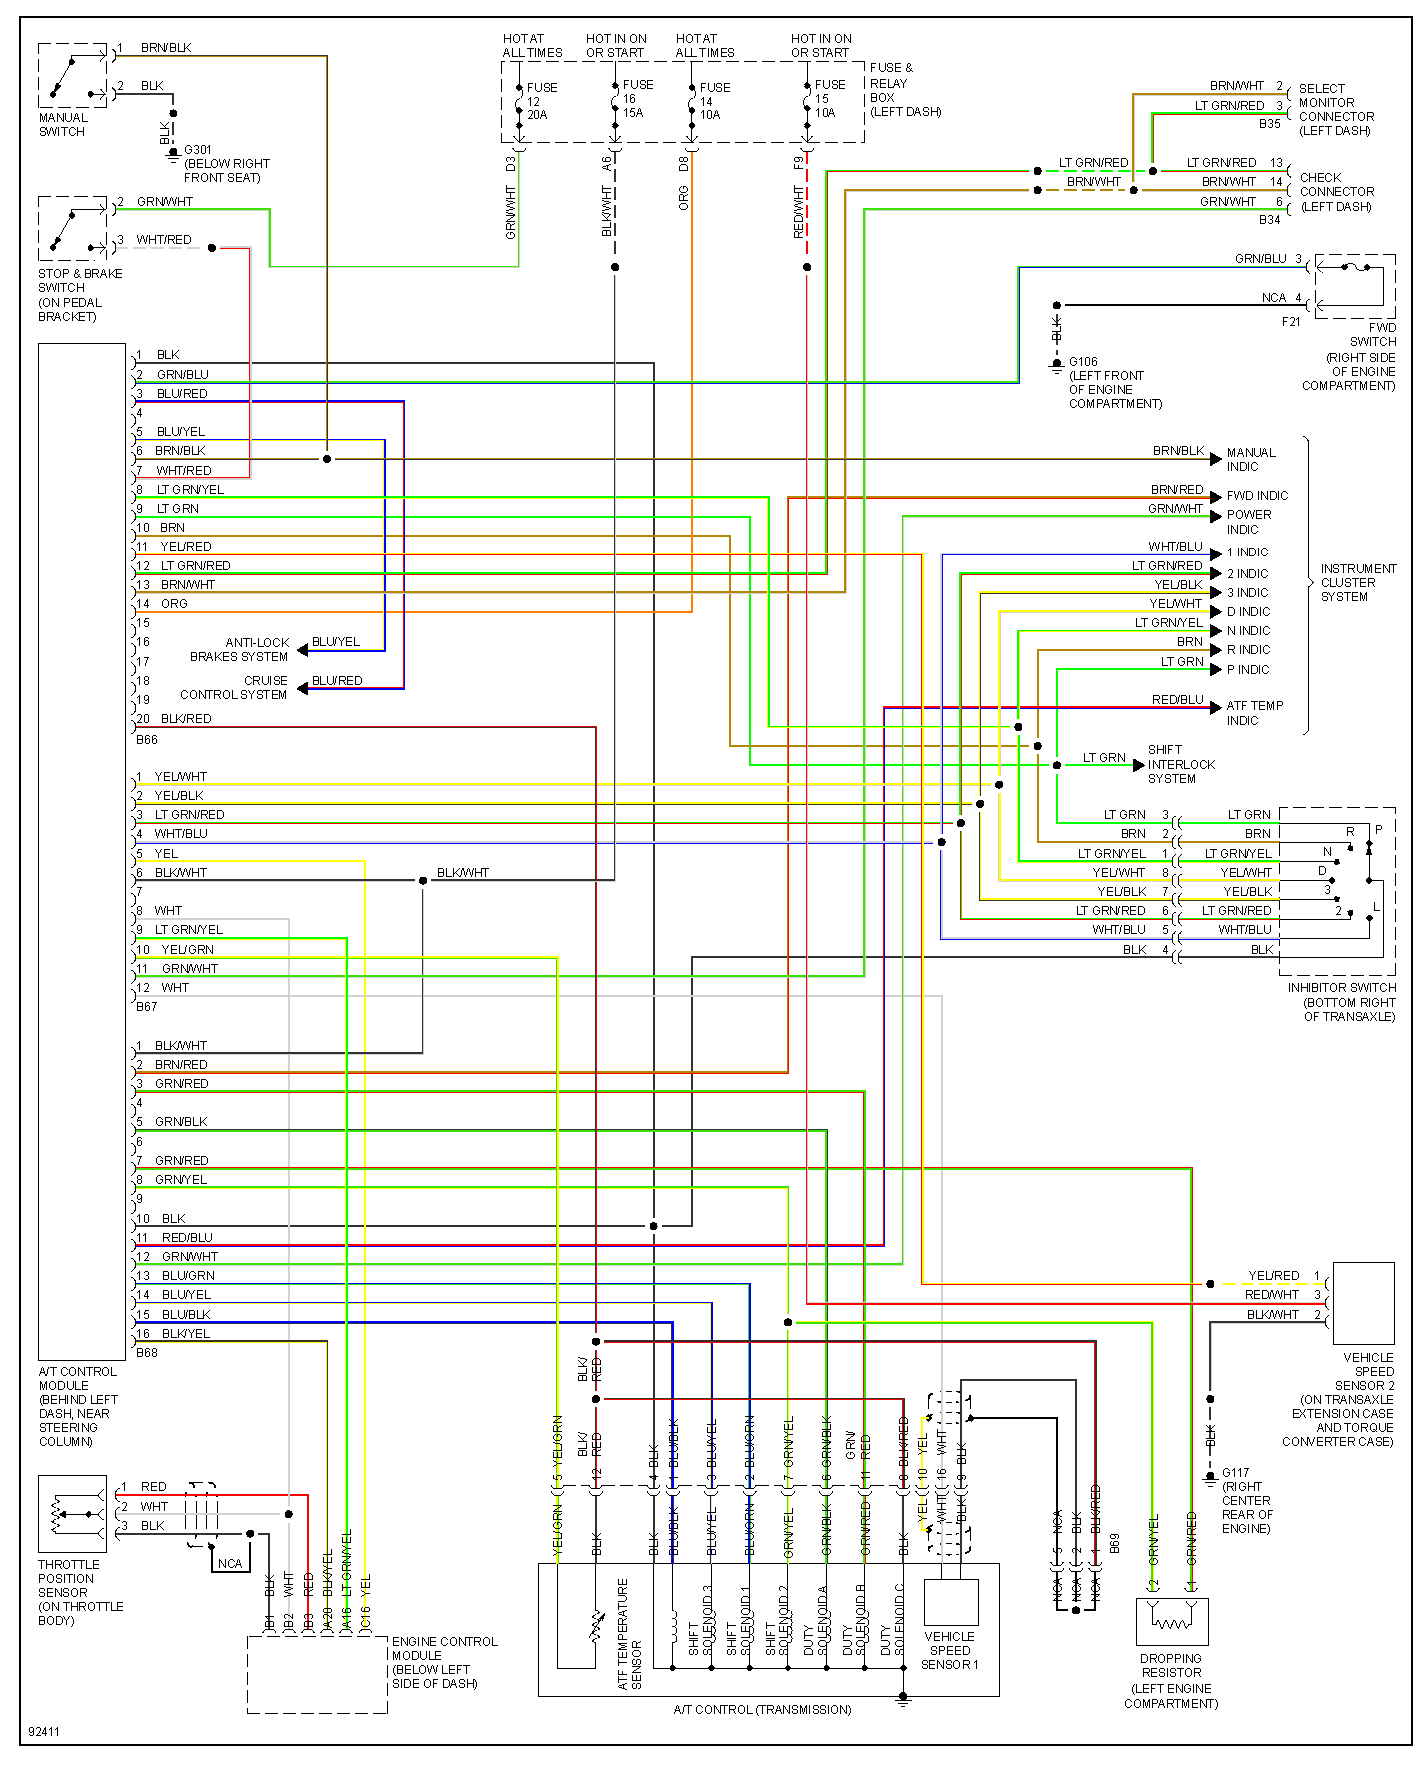 HOT AT
ALL TIMES
HOT IN ON
OR START
HOT AT
ALL TIMES
HOT IN ON
OR START
FUSE
12
20A
FUSE
16
15A
FUSE
14
10A
FUSE
15
10A
FUSE &
RELAY
BOX
(LEFT DASH)
D3
A6
D8
F9
GRN/WHT
BLK/WHT
ORG
RED/WHT
1 BRN/BLK
2 BLK
MANUAL
SWITCH
BLK
G301
(BELOW RIGHT
FRONT SEAT)
2 GRN/WHT
3 WHT/RED
STOP & BRAKE
SWITCH
(ON PEDAL
BRACKET)
BRN/WHT 2
LT GRN/RED 3
B35
SELECT
MONITOR
CONNECTOR
(LEFT DASH)
LT GRN/RED
LT GRN/RED 13
BRN/WHT
BRN/WHT 14
GRN/WHT 6
B34
CHECK
CONNECTOR
(LEFT DASH)
GRN/BLU 3
NCA 4
F21
FWD
SWITCH
(RIGHT SIDE
OF ENGINE
COMPARTMENT)
BLK
G106
(LEFT FRONT
OF ENGINE
COMPARTMENT)
1 BLK
2 GRN/BLU
3 BLU/RED
4
5 BLU/YEL
6 BRN/BLK
7 WHT/RED
8 LT GRN/YEL
9 LT GRN
10 BRN
11 YEL/RED
12 LT GRN/RED
13 BRN/WHT
14 ORG
15
16
17
18
19
20 BLK/RED
B66
ANTI-LOCK
BRAKES SYSTEM
BLU/YEL
CRUISE
CONTROL SYSTEM
BLU/RED
BRN/BLK
MANUAL
INDIC
BRN/RED
FWD INDIC
GRN/WHT
POWER
INDIC
WHT/BLU
1 INDIC
LT GRN/RED
2 INDIC
YEL/BLK
3 INDIC
YEL/WHT
D INDIC
LT GRN/YEL
N INDIC
BRN
R INDIC
LT GRN
P INDIC
RED/BLU
ATF TEMP
INDIC
INSTRUMENT
CLUSTER
SYSTEM
LT GRN
SHIFT
INTERLOCK
SYSTEM
1 YEL/WHT
2 YEL/BLK
3 LT GRN/RED
4 WHT/BLU
5 YEL
6 BLK/WHT
BLK/WHT
7
8 WHT
9 LT GRN/YEL
10 YEL/GRN
11 GRN/WHT
12 WHT
B67
LT GRN 3 LT GRN
BRN 2 BRN
LT GRN/YEL 1 LT GRN/YEL
YEL/WHT 8 YEL/WHT
YEL/BLK 7 YEL/BLK
LT GRN/RED 6 LT GRN/RED
WHT/BLU 5 WHT/BLU
BLK 4 BLK
R
P
N
D
3
2
L
INHIBITOR SWITCH
(BOTTOM RIGHT
OF TRANSAXLE)
1 BLK/WHT
2 BRN/RED
3 GRN/RED
4
5 GRN/BLK
6
7 GRN/RED
8 GRN/YEL
9
10 BLK
11 RED/BLU
12 GRN/WHT
13 BLU/GRN
14 BLU/YEL
15 BLU/BLK
16 BLK/YEL
B68
A/T CONTROL
MODULE
(BEHIND LEFT
DASH, NEAR
STEERING
COLUMN)
YEL/RED 1
RED/WHT 3
BLK/WHT 2
VEHICLE
SPEED
SENSOR 2
(ON TRANSAXLE
EXTENSION CASE
AND TORQUE
CONVERTER CASE)
BLK
G117
(RIGHT
CENTER
REAR OF
ENGINE)
1 RED
2 WHT
3 BLK
NCA
THROTTLE
POSITION
SENSOR
(ON THROTTLE
BODY)
BLK
WHT
RED
BLK/YEL
LT GRN/YEL
YEL
B1
B2
B3
A20
A16
C16
ENGINE CONTROL
MODULE
(BELOW LEFT
SIDE OF DASH)
BLK/
RED
5 YEL/GRN
12 BLK/
RED
4 BLK
1 BLU/BLK
3 BLU/YEL
2 BLU/GRN
7 GRN/YEL
6 GRN/BLK
11 GRN/
RED
8 BLK/RED
10 YEL
16 WHT
9 BLK
YEL/GRN
BLK
BLK
BLU/BLK
BLU/YEL
BLU/GRN
GRN/YEL
GRN/BLK
GRN/RED
BLK
YEL
WHT
BLK
ATF TEMPERATURE
SENSOR
SHIFT
SOLENOID 3
SHIFT
SOLENOID 1
SHIFT
SOLENOID 2
DUTY
SOLENOID A
DUTY
SOLENOID B
DUTY
SOLENOID C
VEHICLE
SPEED
SENSOR 1
A/T CONTROL (TRANSMISSION)
5 NCA
2 BLK
1 BLK/RED
B69
NCA
NCA
NCA
GRN/YEL
GRN/RED
2
1
DROPPING
RESISTOR
(LEFT ENGINE
COMPARTMENT)
92411